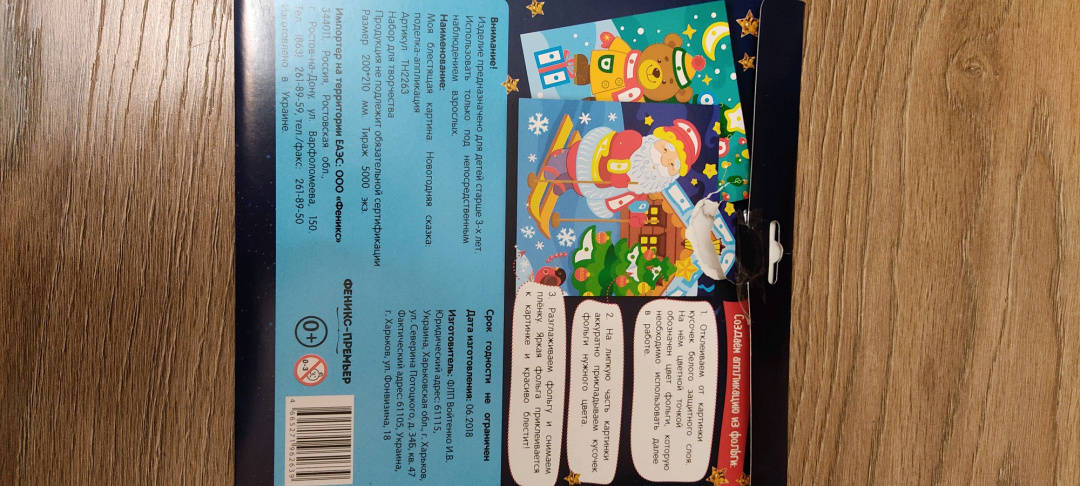 Создаем аппликацию из фольги:
1. Отклеиваем от картинки
кусочек белого защитного слоя.
На нём цветной точкой
обозначен цвет фольги, которую
необходимо использовать далее
в работе.
2. На липкую часть картинки
аккуратно прикладываем кусочек
фольги нужного цвета.
3. Разглаживаем фольгу и снимаем
плёнку. Яркая фольга приклеивается
к картинке и красиво блестит!
Внимание!
Изделие предназначено для детей старше 3-х лет.
Использовать только под непосредственным
наблюдением взрослых.
Наименование:
Моя блестящая картина Новогодняя сказка:
поделка-аппликация
Артикул TH2263
Набор для творчества
Продукция не подлежит обязательной сертификации
Размер 200*210 мм. Тираж 5000 экз.
Импортер на территории ЕАЭС: ООО «Феникс»
344011, Россия, Ростовская обл.,
г. Ростов-на-Дону, ул. Варфоломеева, 150.
Тел. (863) 261-89-59, тел./факс: 261-89-50
Изготовлено в Украине
Срок годности не ограничен
Дата изготовления: 06.2018
Изготовитель: ФЛП Войтенко И.В.
Юридический адрес: 61115,
Украина, Харьковская обл., г. Харьков,
ул. Северина Потоцкого, д. 34Б, кв. 47
Фактический адрес: 61105, Украина,
г. Харьков, ул. Фонвизина, 18
ФЕНИКС-ПРЕМЬЕР
0+
0-3